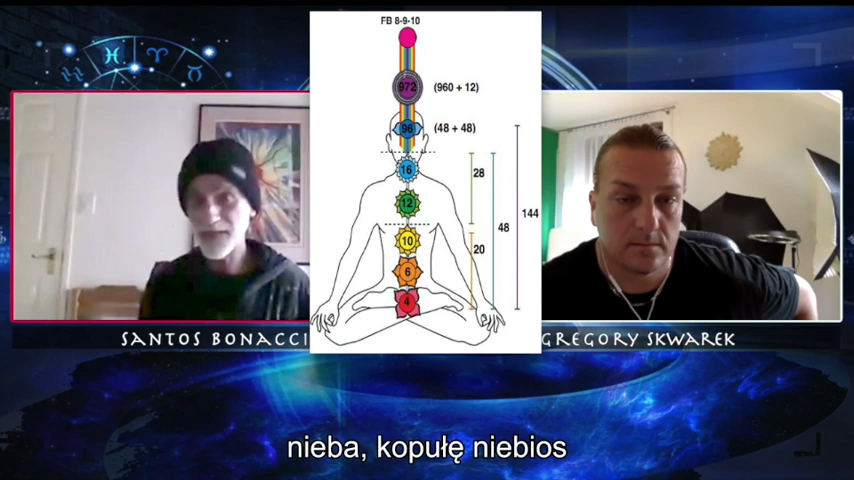 FB 8-9-10
972
(960 + 12)
96
(48 + 48)
16
28
12
48
144
10
20
6
4
SANTOS BONACCI
GREGORY SKWAREK
nieba, kopułę niebios